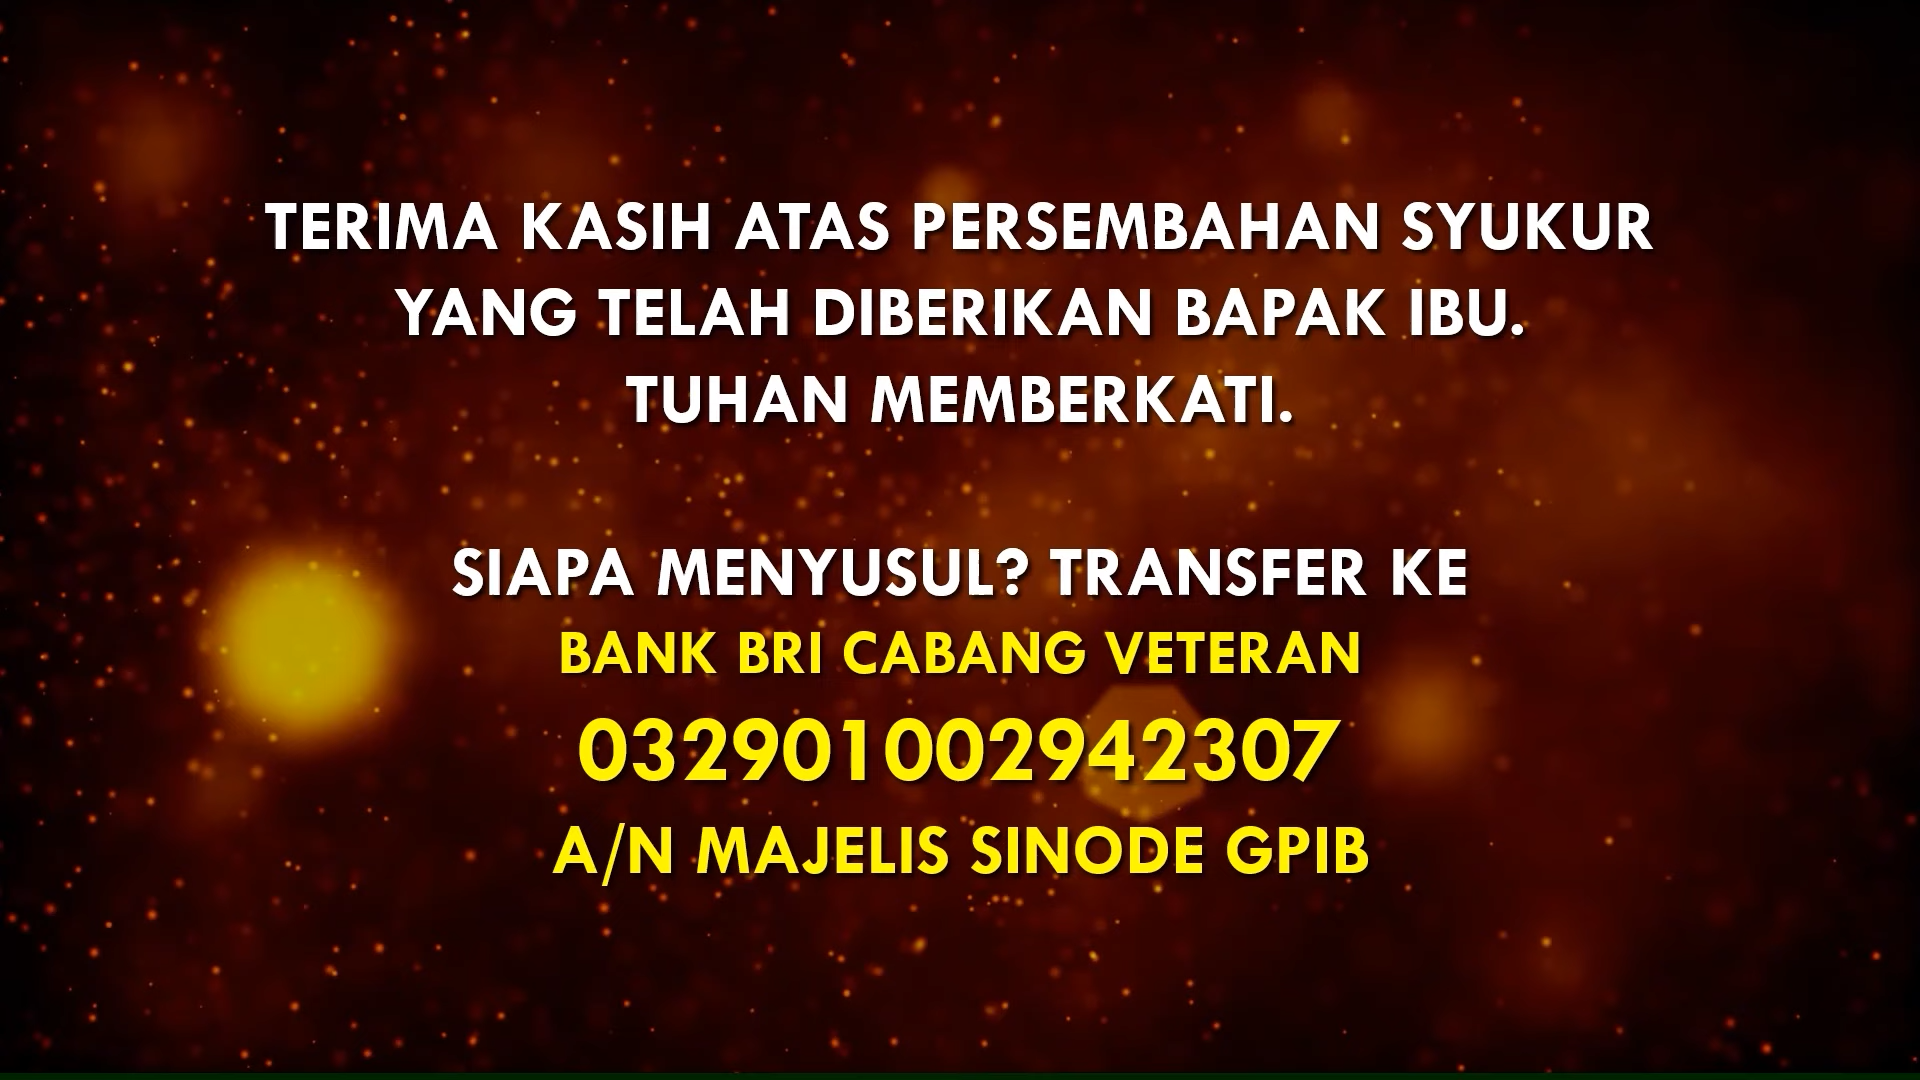 TERIMA KASIH ATAS PERSEMBAHAN SYUKUR
YANG TELAH DIBERIKAN BAPAK IBU.
TUHAN MEMBERKATI.
SIAPA MENYUSUL? TRANSFER KE
BANK BRI CABANG VETERAN
032901002942307
A/N MAJELIS SINODE GPIB